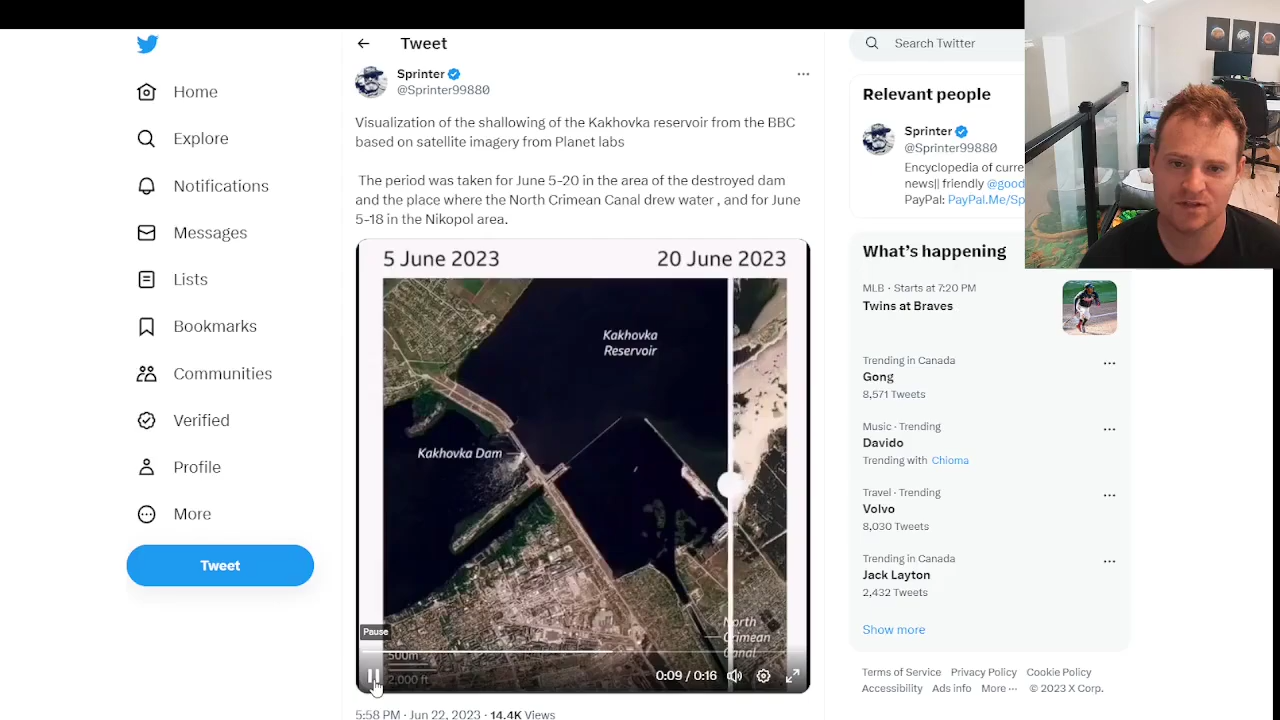 Tweet
Search Twitter
Home
Explore
Notifications
Messages
Lists
Bookmarks
Communities
Verified
Profile
More
Tweet
Sprinter
@Sprinter99880
Visualization of the shallowing of the Kakhovka reservoir from the BBC
based on satellite imagery from Planet labs
The period was taken for June 5-20 in the area of the destroyed dam
and the place where the North Crimean Canal drew water , and for June
5-18 in the Nikopol area.
5 June 2023
20 June 2023
Kakhovka
Reservoir
Kakhovka Dam
North
Crimean
Canal
Pause
500m
2,000 ft
0:09 / 0:16
5:58 PM · Jun 22, 2023 · 14.4K Views
Relevant people
Sprinter
@Sprinter99880
Encyclopedia of curre
news|| friendly @good
PayPal: PayPal.Me/Sp
What's happening
MLB · Starts at 7:20 PM
Twins at Braves
Trending in Canada
Gong
8,571 Tweets
Music · Trending
Davido
Trending with Chioma
Travel · Trending
Volvo
8,030 Tweets
Trending in Canada
Jack Layton
2,432 Tweets
Show more
Terms of Service Privacy Policy Cookie Policy
Accessibility Ads info More ··· © 2023 X Corp.